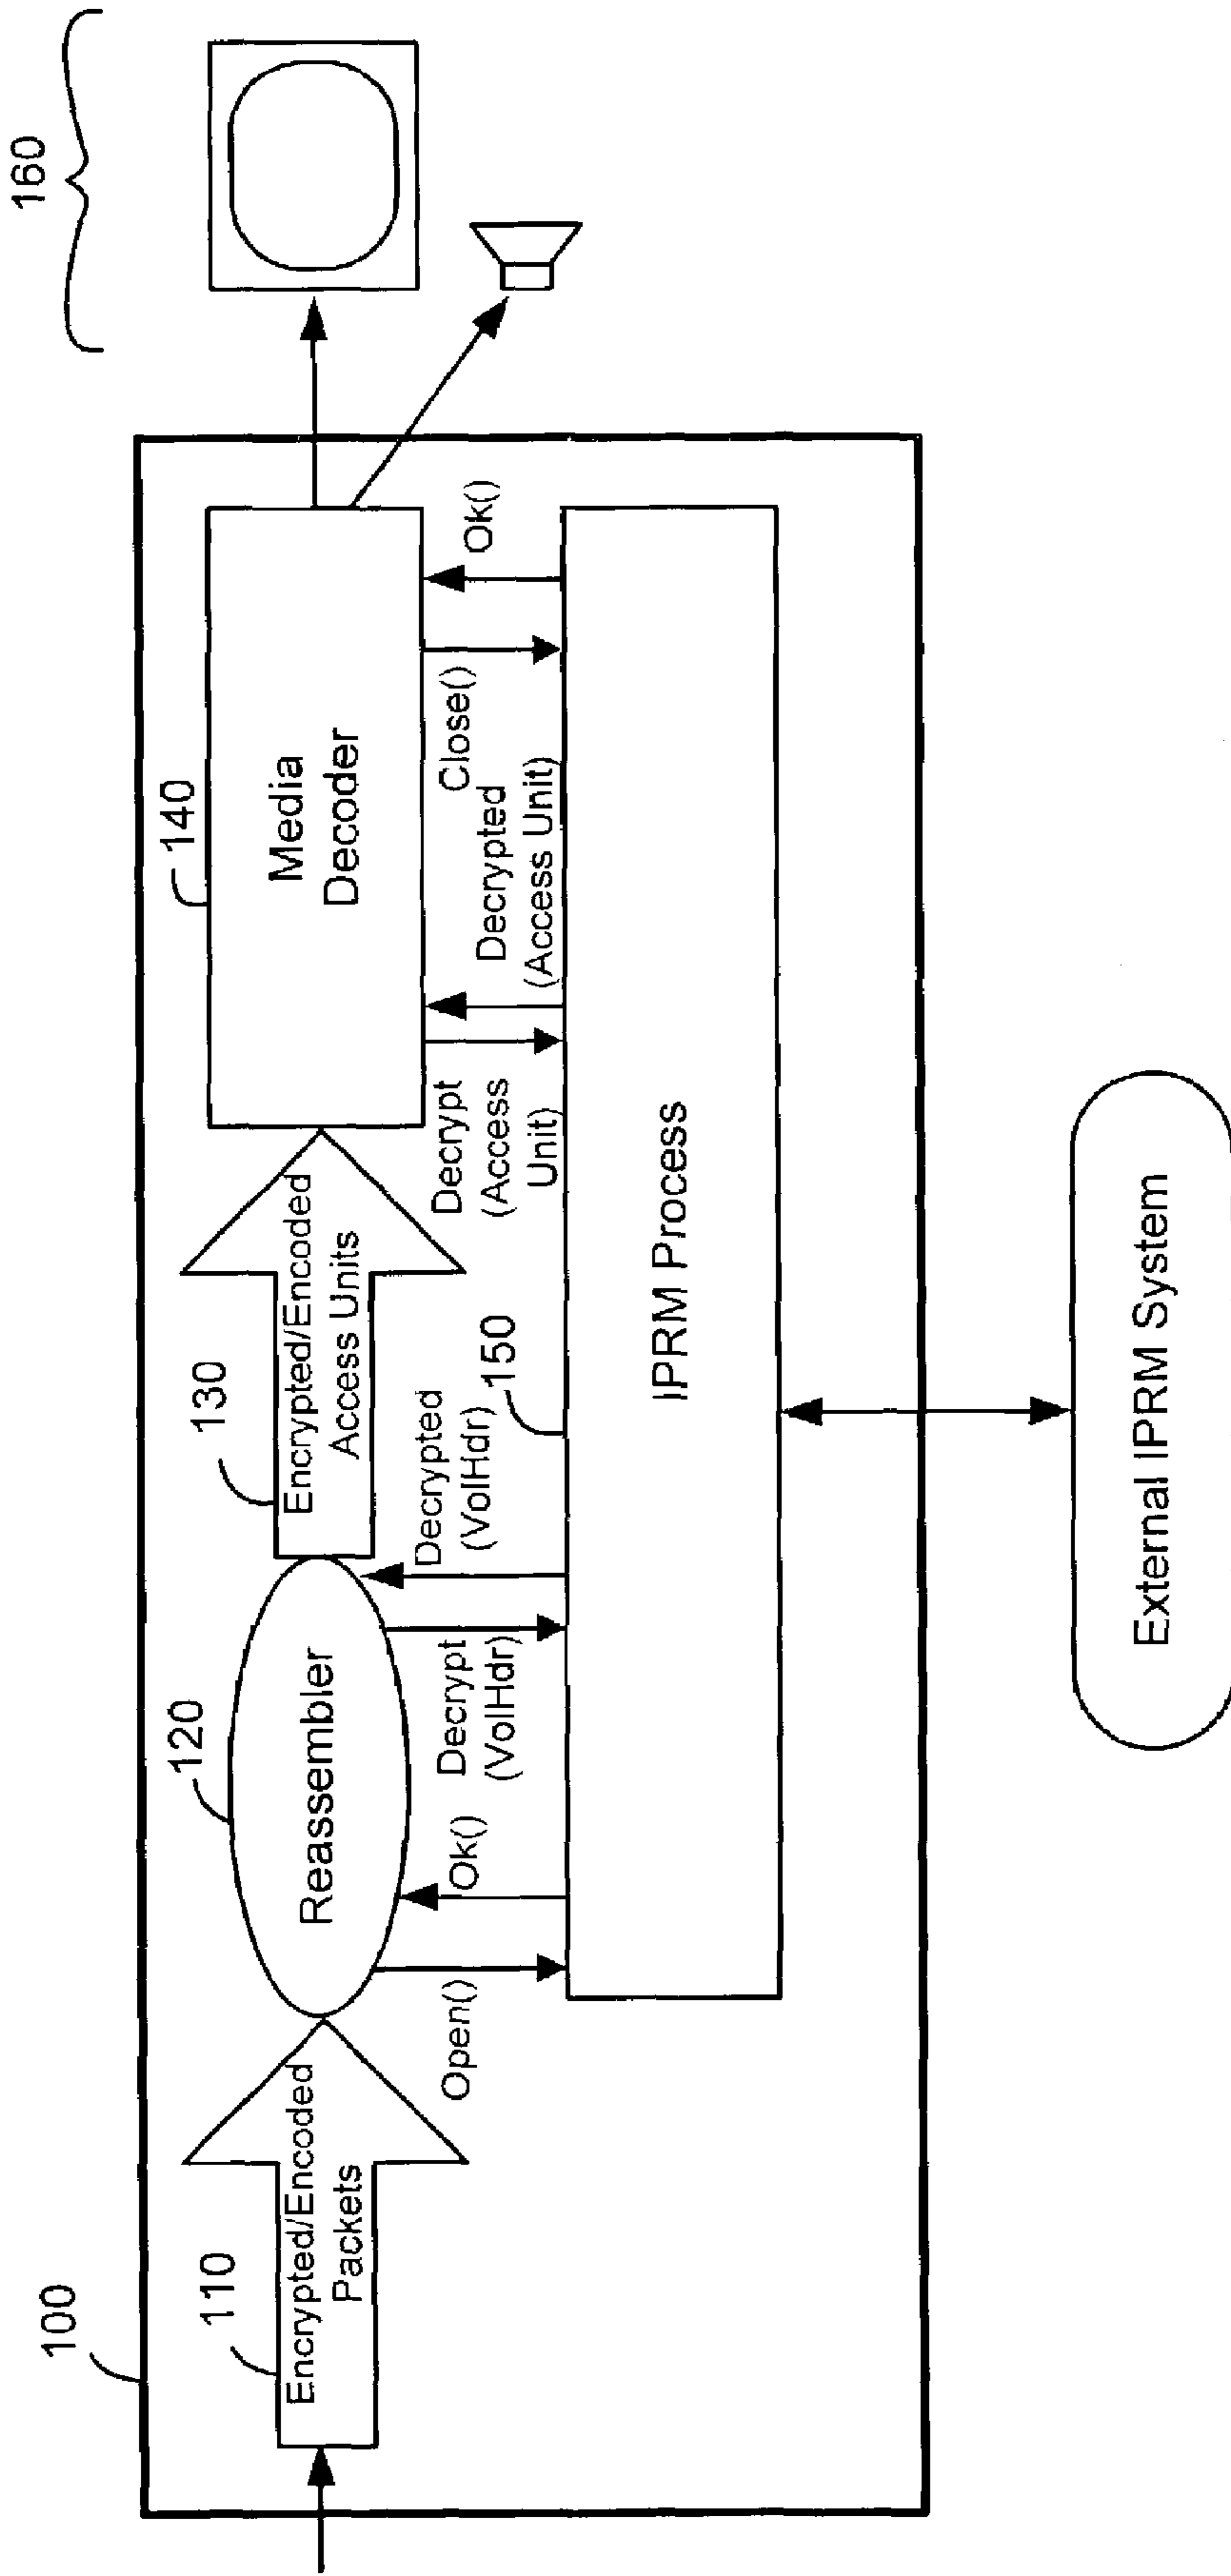 100
110
Encrypted/Encoded
Packets
120
Reassembler
130
Encrypted/Encoded
Access Units
140
Media
Decoder
160
Open()
Ok()
Decrypt
(VolHdr)
Decrypted
(VolHdr)
150
Decrypt
(Access
Unit)
Decrypted
(Access Unit)
Close()
Ok()
IPRM Process
External IPRM System